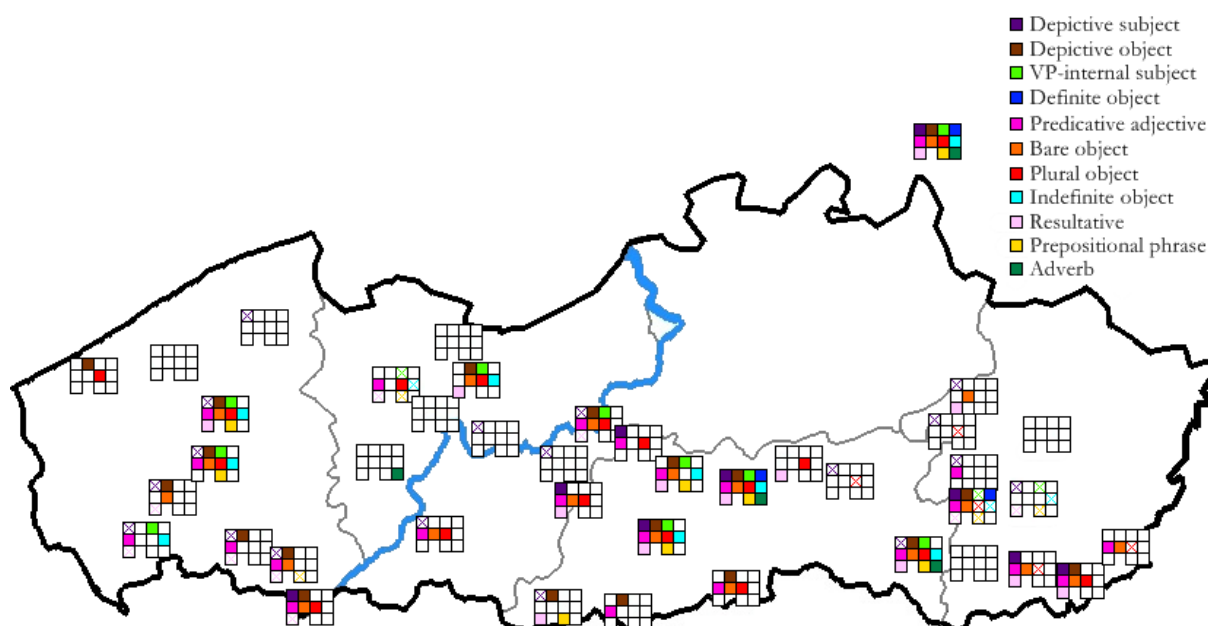 Depictive subject
Depictive object
VP-internal subject
Definite object
Predicative adjective
Bare object
Plural object
Indefinite object
Resultative
Prepositional phrase
Adverb